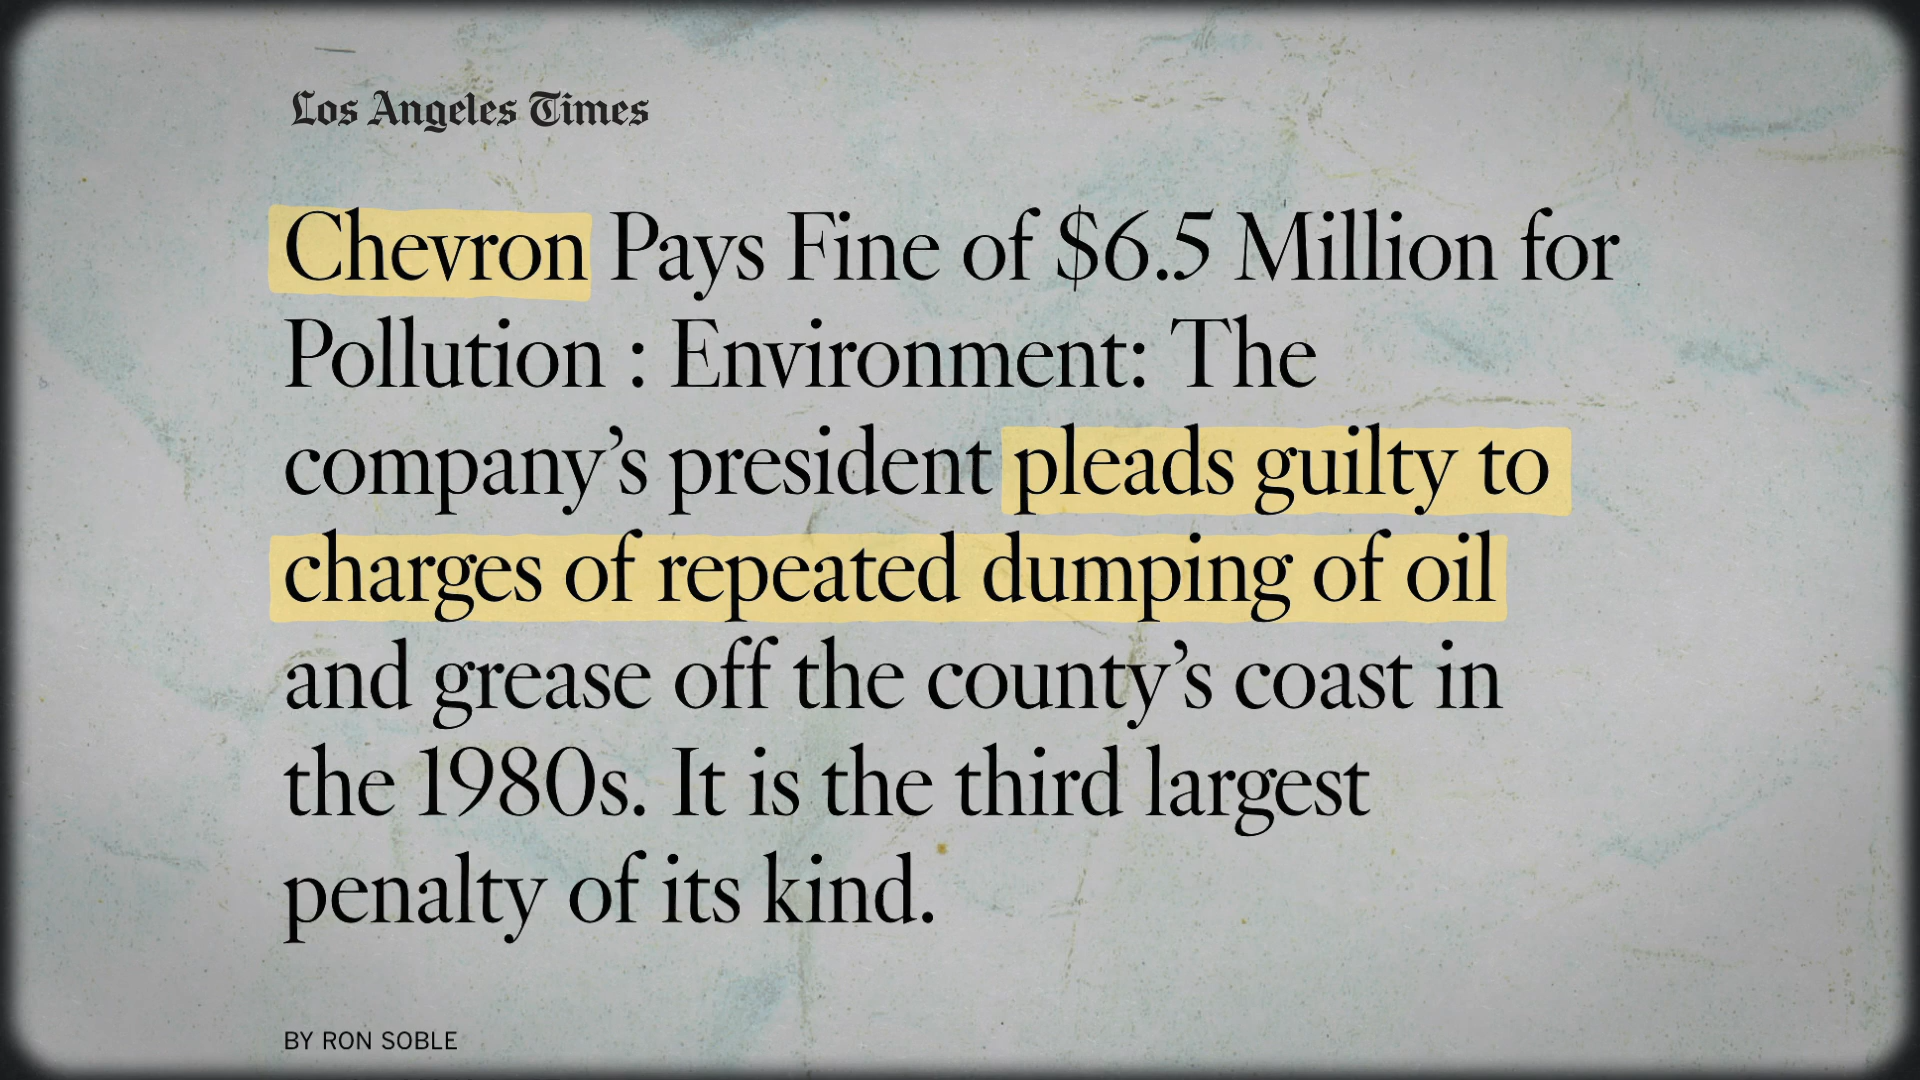 Los Angeles Times
Chevron Pays Fine of $6.5 Million for
Pollution : Environment: The
company’s president pleads guilty to
charges of repeated dumping of oil
and grease off the county’s coast in
the 1980s. It is the third largest
penalty of its kind.
BY RON SOBLE